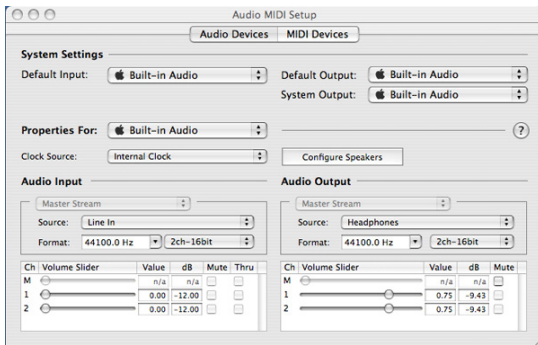 Audio MIDI Setup
Audio Devices MIDI Devices
System Settings
Default Input: Built-in Audio
Default Output: Built-in Audio
System Output: Built-in Audio
Properties For: Built-in Audio ?
Clock Source: Internal Clock
Configure Speakers
Audio Input
Master Stream
Source: Line In
Format: 44100.0 Hz 2ch-16bit
Ch Volume Slider Value dB Mute Thru
M n/a n/a
1 0.00 -12.00
2 0.00 -12.00
Audio Output
Master Stream
Source: Headphones
Format: 44100.0 Hz 2ch-16bit
Ch Volume Slider Value dB Mute
M n/a n/a
1 0.75 -9.43
2 0.75 -9.43